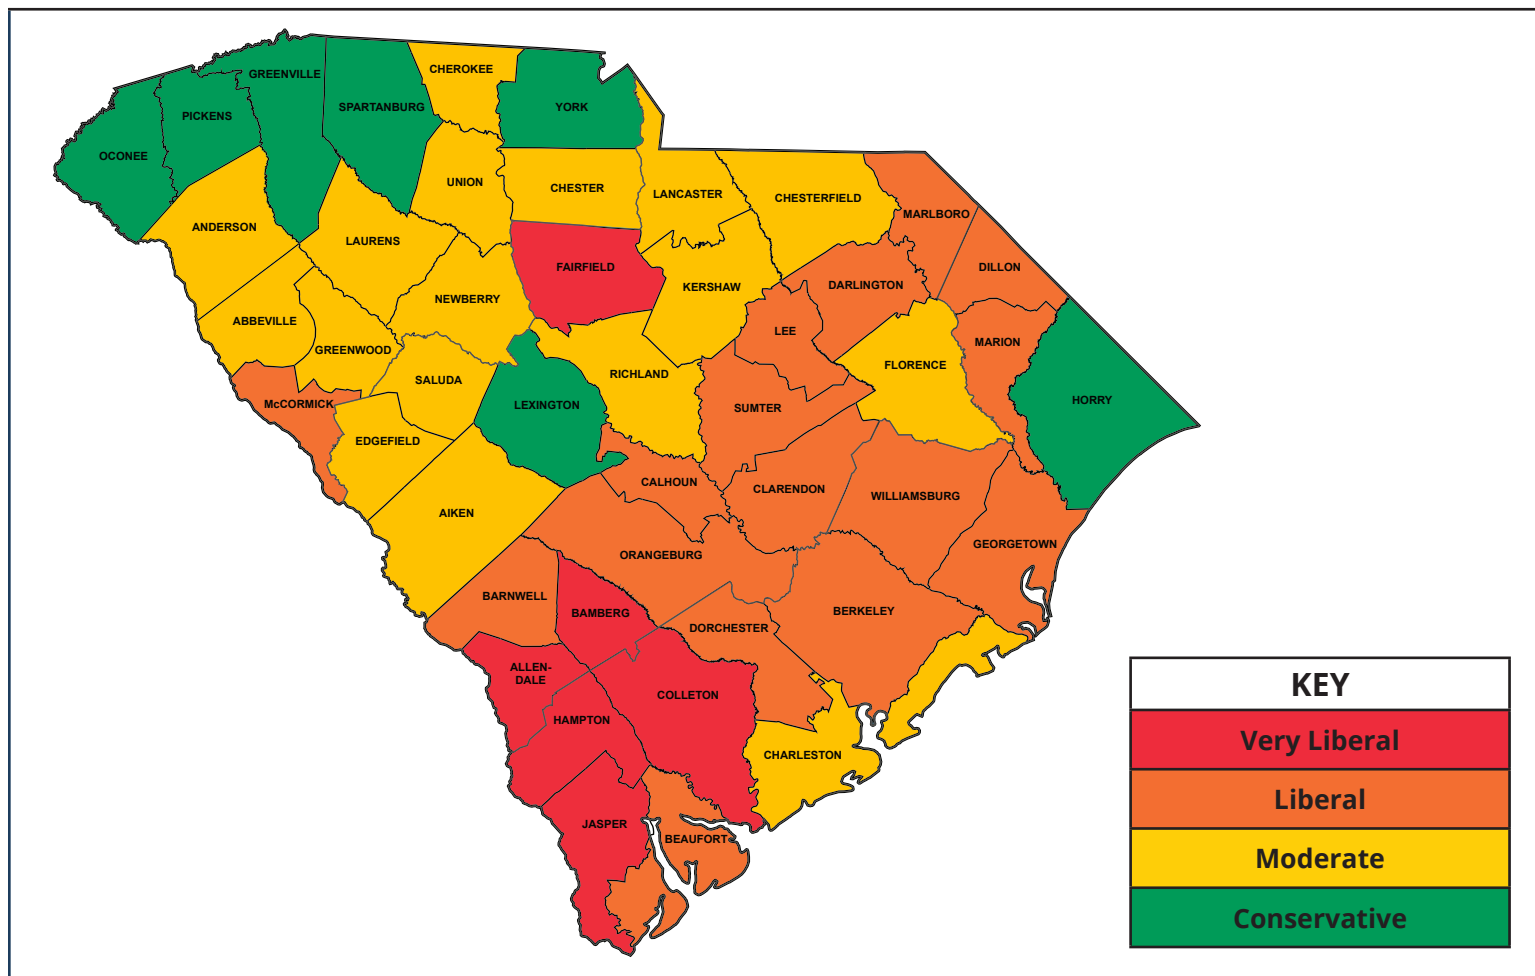 GREENVILLE
CHEROKEE
PICKENS
SPARTANBURG
YORK
OCONEE
UNION
CHESTER
LANCASTER
CHESTERFIELD
MARLBORO
ANDERSON
LAURENS
FAIRFIELD
DILLON
KERSHAW
DARLINGTON
NEWBERRY
ABBEVILLE
LEE
GREENWOOD
MARION
FLORENCE
RICHLAND
SALUDA
HORRY
McCORMICK
LEXINGTON
SUMTER
EDGEFIELD
CALHOUN
CLARENDON
WILLIAMSBURG
AIKEN
GEORGETOWN
ORANGEBURG
BARNWELL
BAMBERG
BERKELEY
DORCHESTER
ALLEN-
DALE
COLLETON
HAMPTON
CHARLESTON
JASPER
BEAUFORT
KEY
Very Liberal
Liberal
Moderate
Conservative